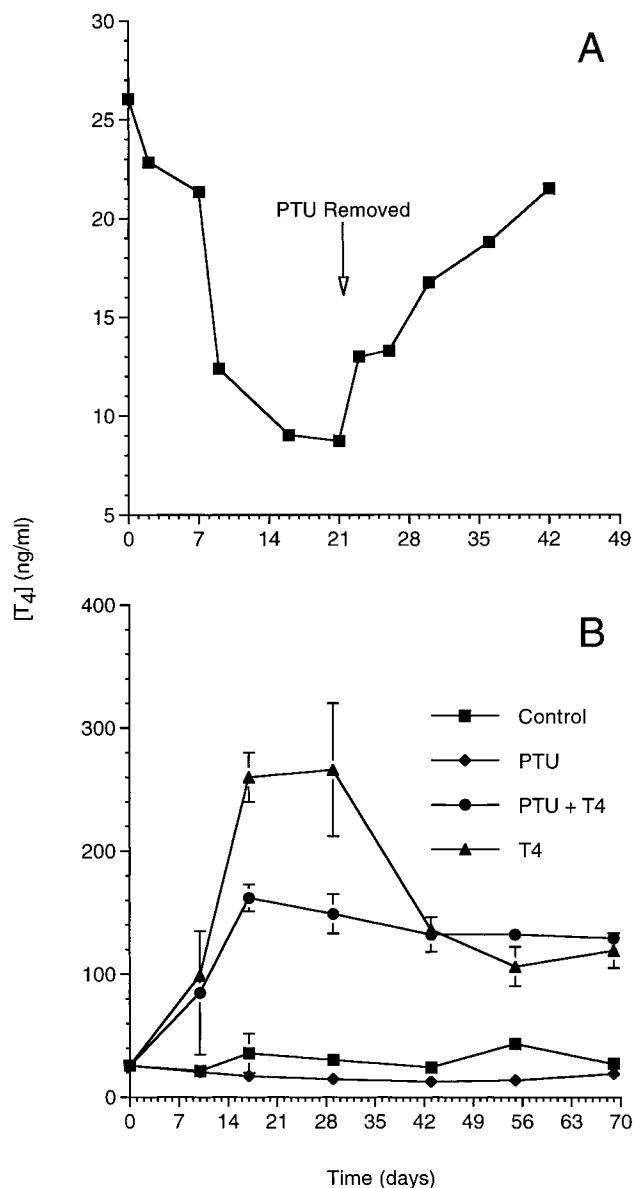 30
A
25
PTU Removed
20
15
10
5
0 7 14 21 28 35 42 49
[T4] (ng/ml)
400
B
Control
300
PTU
PTU + T4
T4
200
100
0
0 7 14 21 28 35 42 49 56 63 70
Time (days)